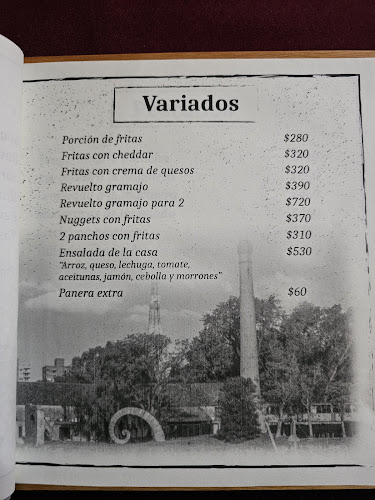 Variados
Porción de fritas $280
Fritas con cheddar $320
Fritas con crema de quesos $320
Revuelto gramajo $390
Revuelto gramajo para 2 $720
Nuggets con fritas $370
2 panchos con fritas $310
Ensalada de la casa $530
"Arroz, queso, lechuga, tomate,
aceitunas, jamón, cebolla y morrones"
Panera extra $60